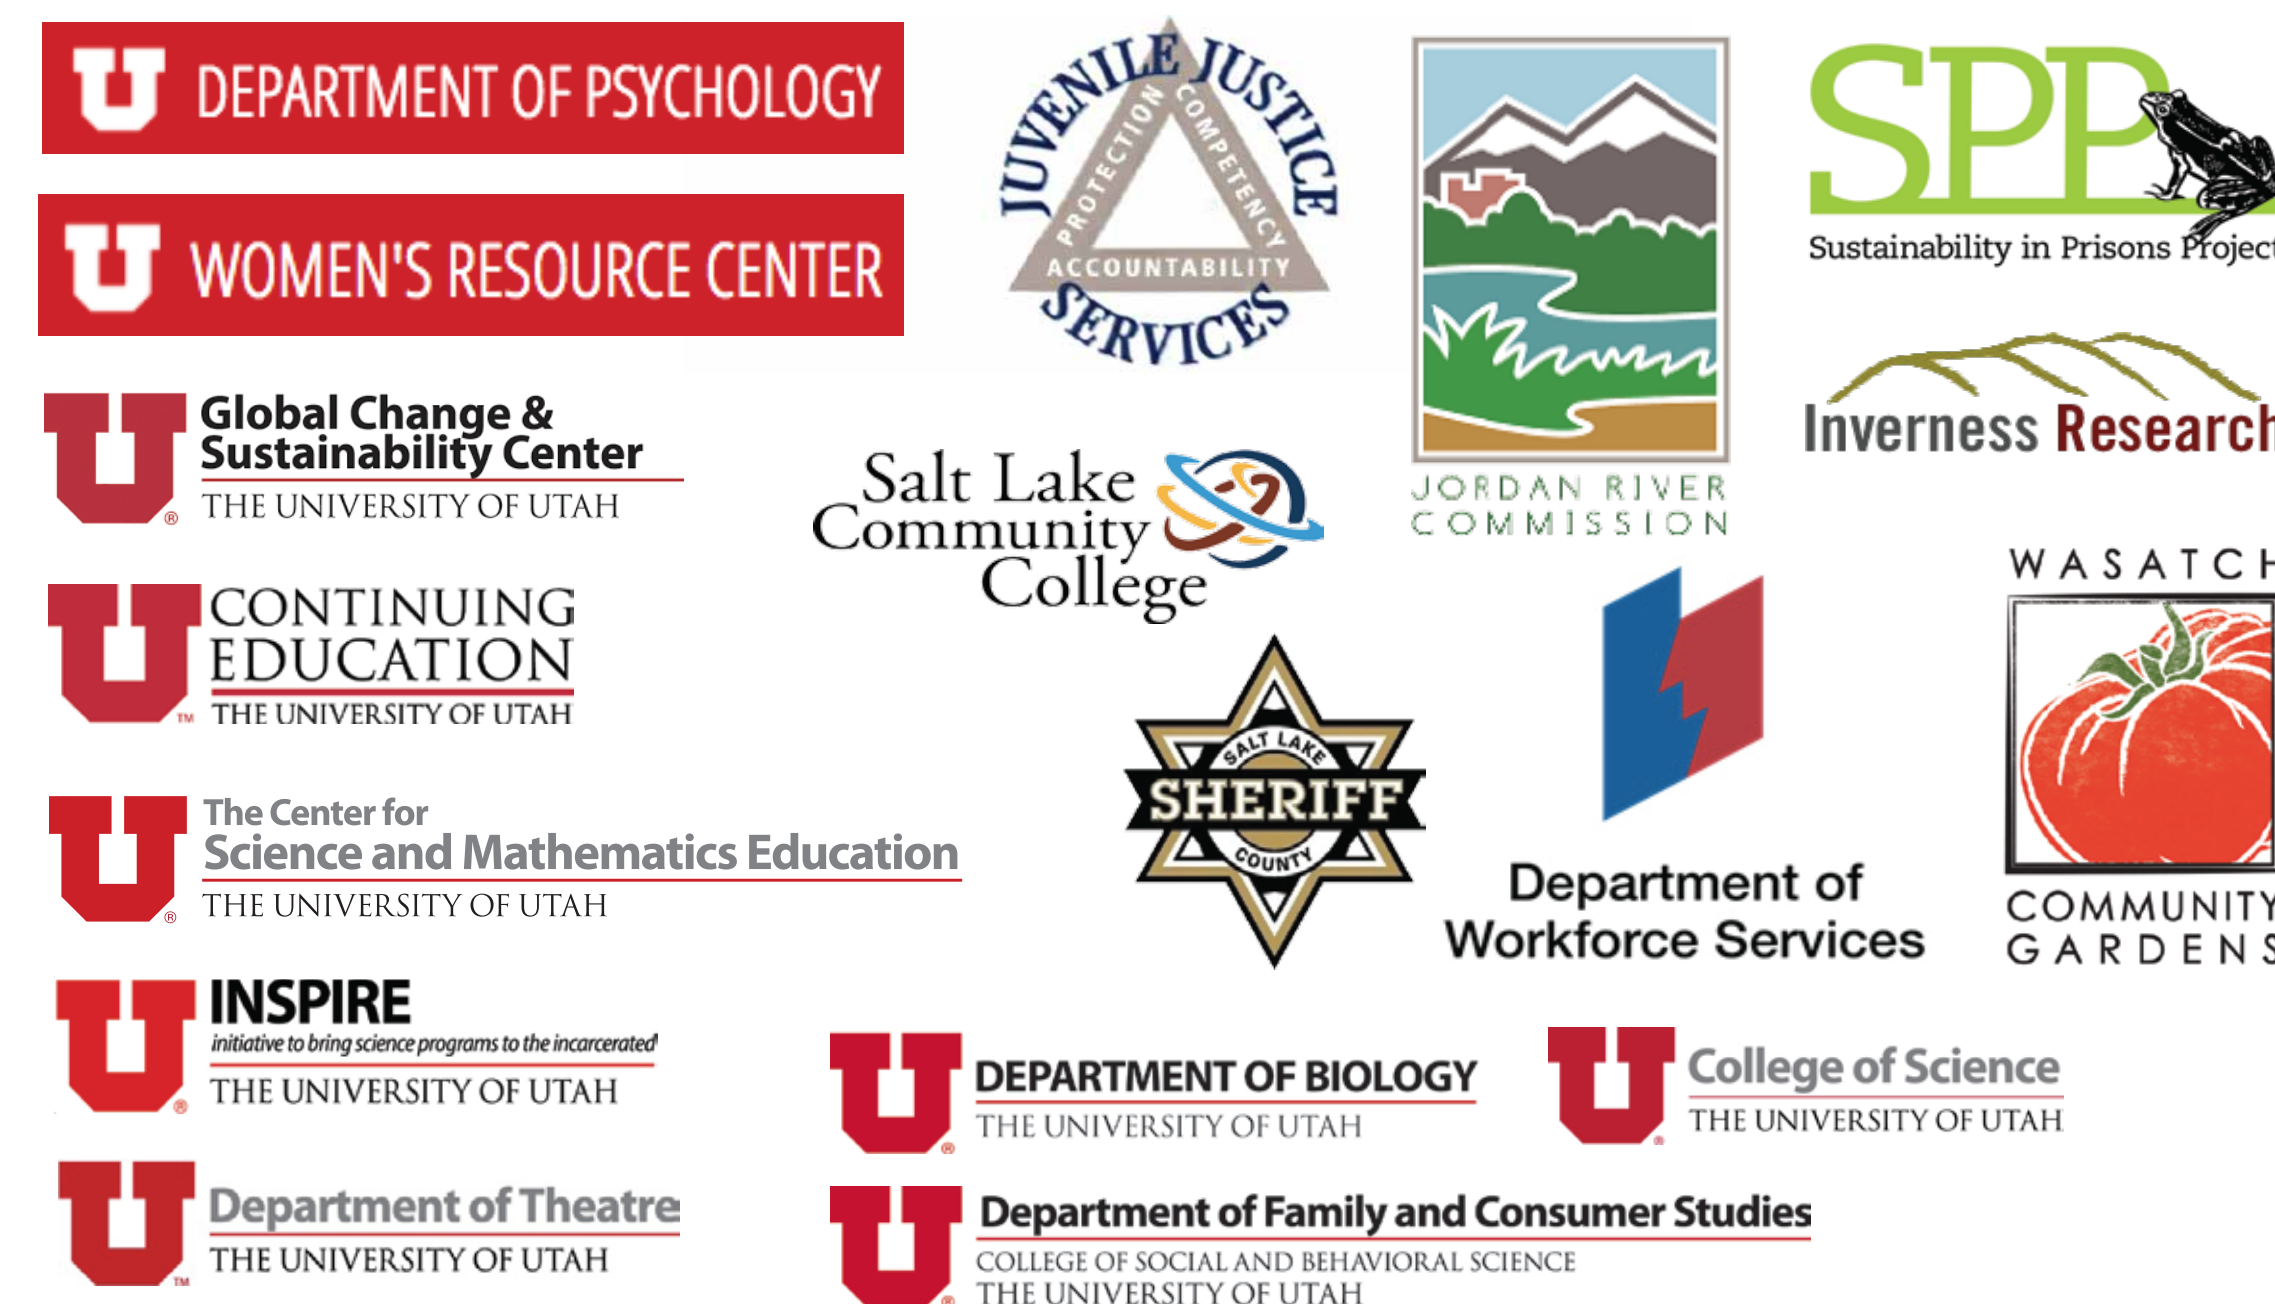 U DEPARTMENT OF PSYCHOLOGY
U WOMEN'S RESOURCE CENTER
U
Global Change &
Sustainability Center
THE UNIVERSITY OF UTAH
®
U
CONTINUING
EDUCATION
THE UNIVERSITY OF UTAH
TM
U
The Center for
Science and Mathematics Education
THE UNIVERSITY OF UTAH
®
U
INSPIRE
initiative to bring science programs to the incarcerated
THE UNIVERSITY OF UTAH
®
U
Department of Theatre
THE UNIVERSITY OF UTAH
TM
JUVENILE JUSTICE
PROTECTION
COMPETENCY
ACCOUNTABILITY
SERVICES
JORDAN RIVER
COMMISSION
SPP
Sustainability in Prisons Project
Inverness Research
Salt Lake
Community
College
SALT LAKE
SHERIFF
COUNTY
Department of
Workforce Services
WASATCH
COMMUNITY
GARDENS
U
DEPARTMENT OF BIOLOGY
THE UNIVERSITY OF UTAH
®
U
College of Science
THE UNIVERSITY OF UTAH
®
U
Department of Family and Consumer Studies
COLLEGE OF SOCIAL AND BEHAVIORAL SCIENCE
THE UNIVERSITY OF UTAH
®